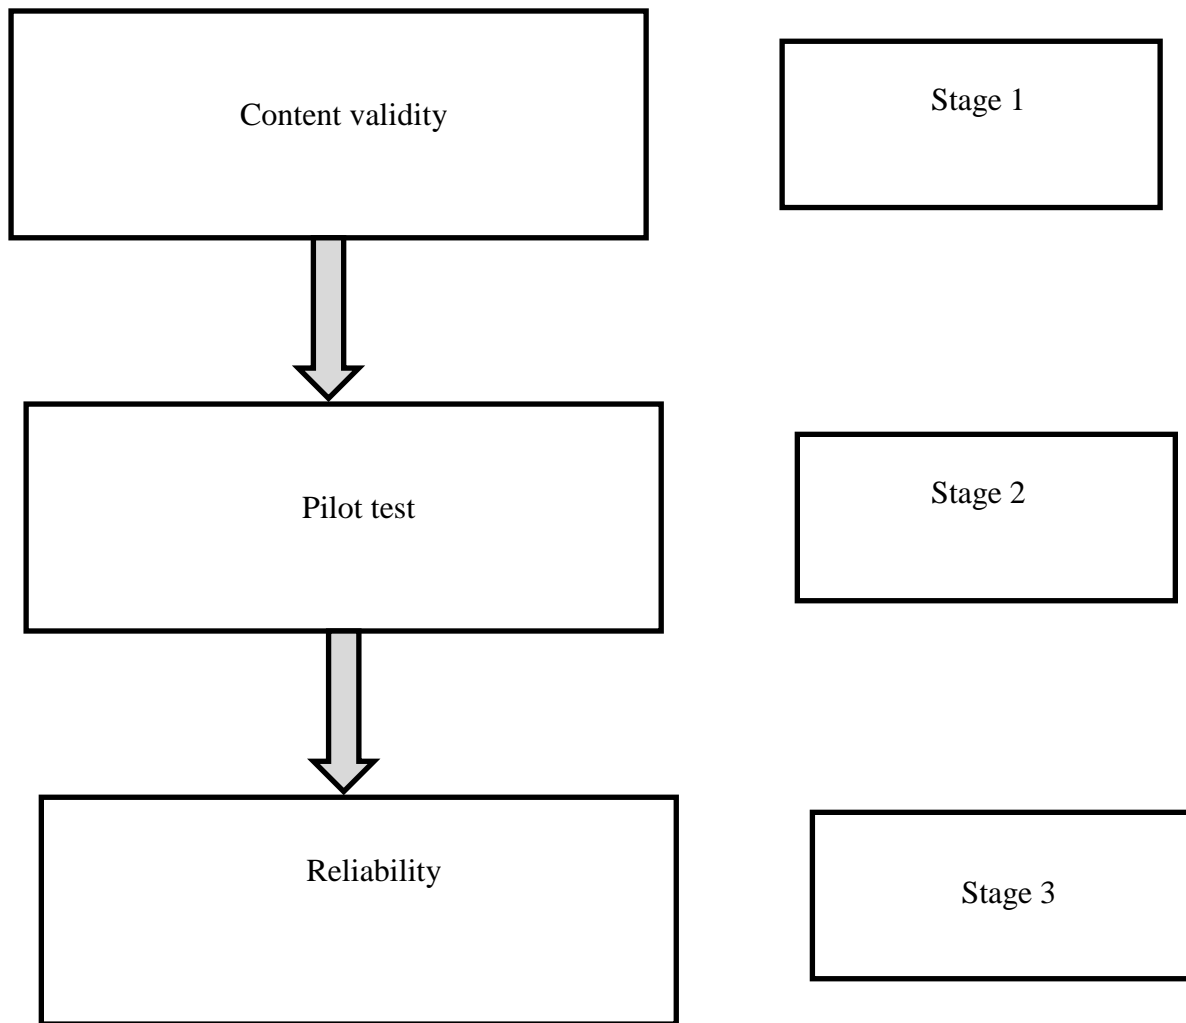 Content validity
Stage 1
Pilot test
Stage 2
Reliability
Stage 3